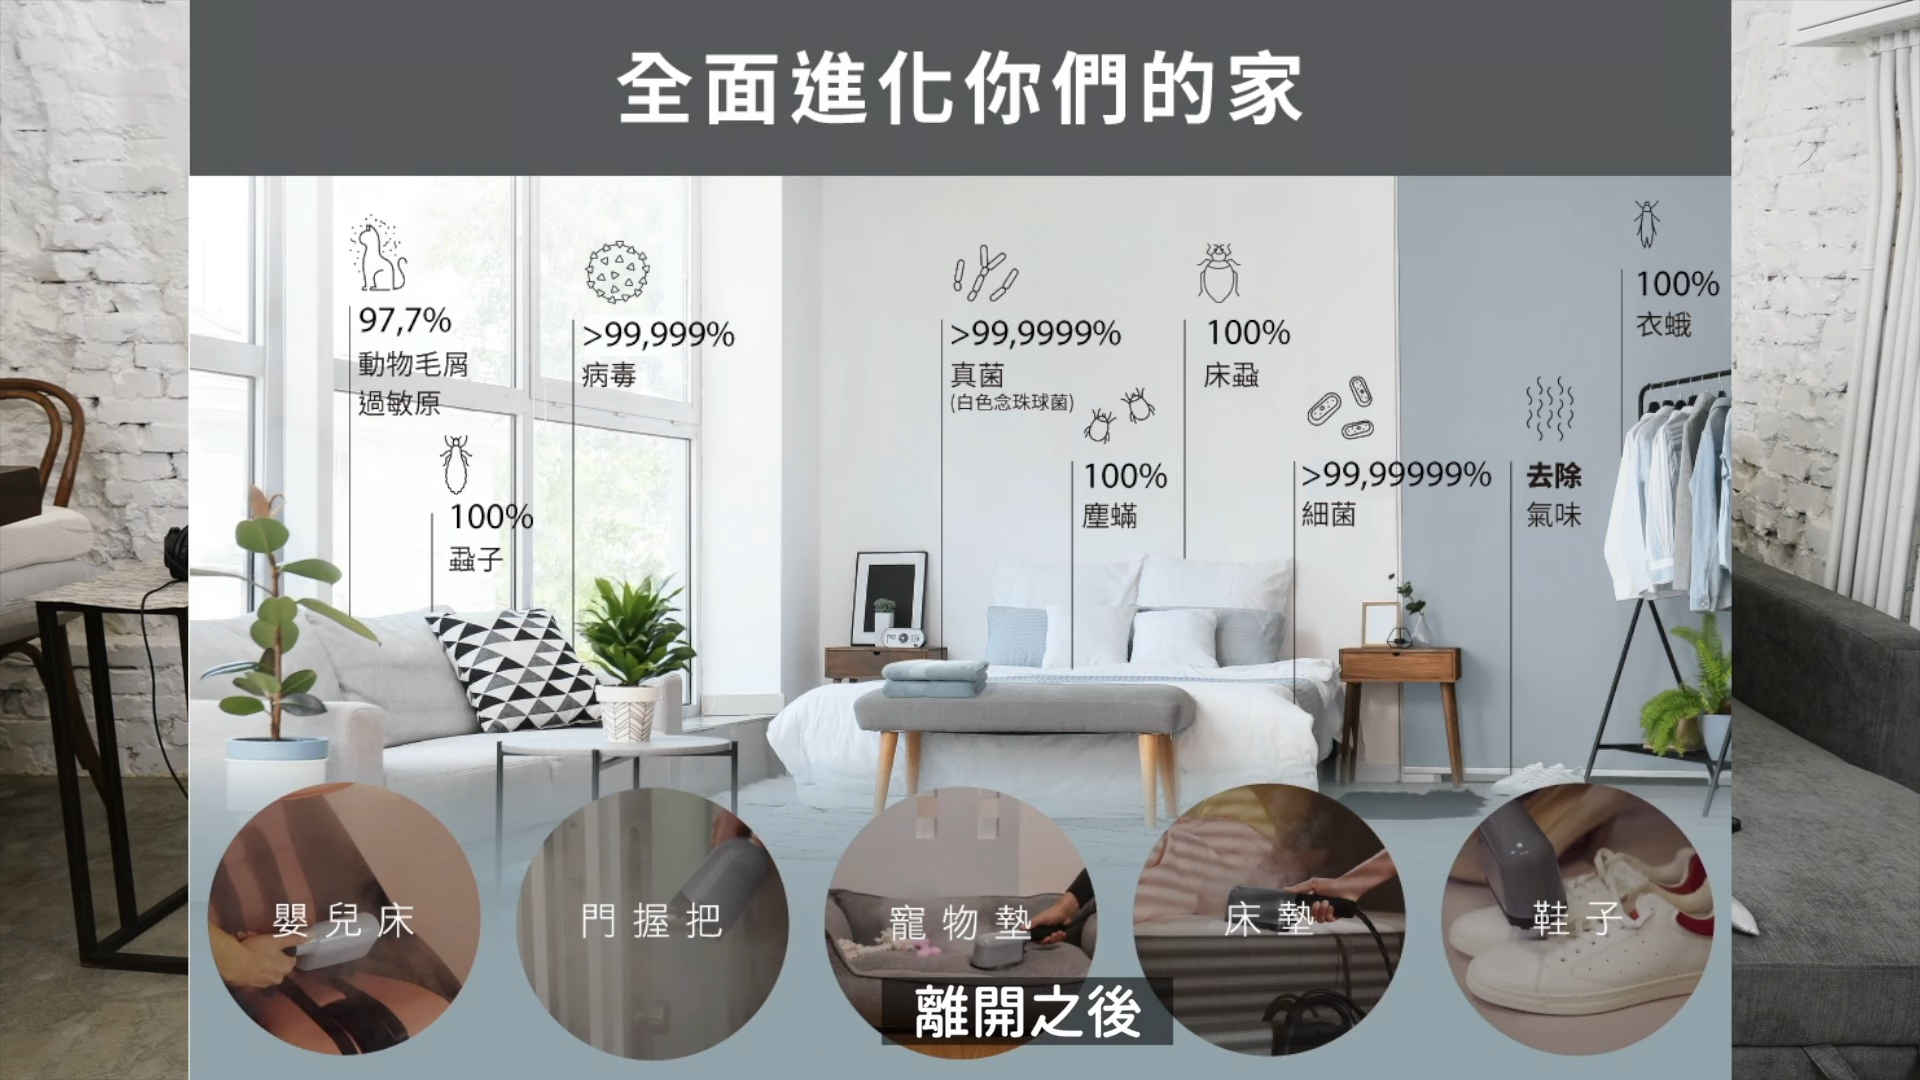 全面進化你們的家
97,7%
動物毛屑
過敏原
100%
蝨子
>99,999%
病毒
>99,9999%
真菌
(白色念珠球菌)
100%
塵蟎
100%
床蝨
>99,99999%
細菌
去除
氣味
100%
衣蛾
嬰兒床
門握把
寵物墊
床墊
鞋子
離開之後